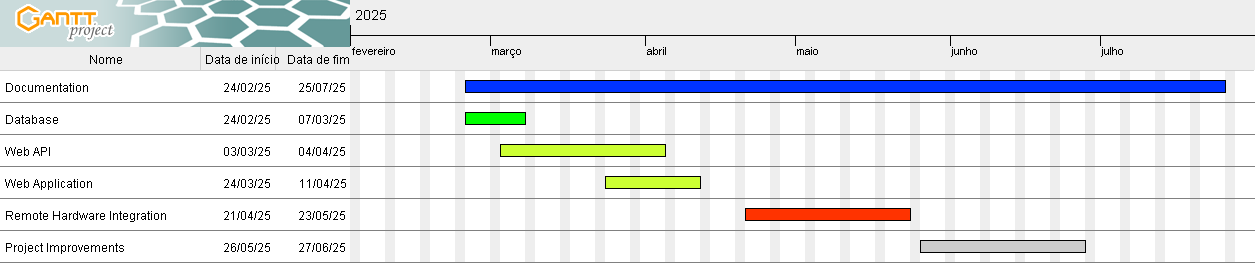 GANTT
project
2025
fevereiro março abril maio junho julho
Nome Data de início Data de fim
Documentation 24/02/25 25/07/25
Database 24/02/25 07/03/25
Web API 03/03/25 04/04/25
Web Application 24/03/25 11/04/25
Remote Hardware Integration 21/04/25 23/05/25
Project Improvements 26/05/25 27/06/25